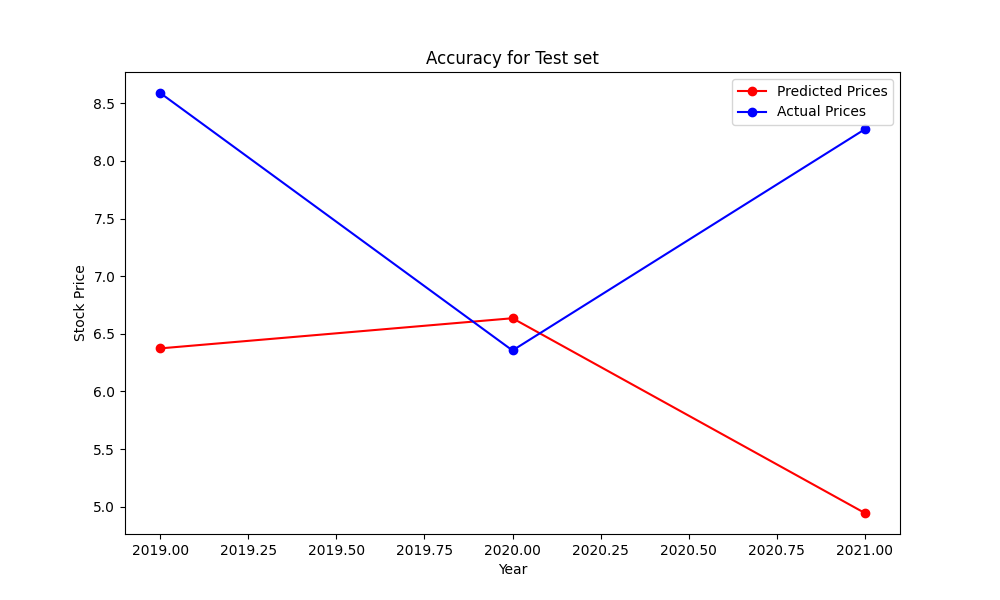 Accuracy for Test set
Predicted Prices
Actual Prices
Stock Price
8.5
8.0
7.5
7.0
6.5
6.0
5.5
5.0
2019.00 2019.25 2019.50 2019.75 2020.00 2020.25 2020.50 2020.75 2021.00
Year